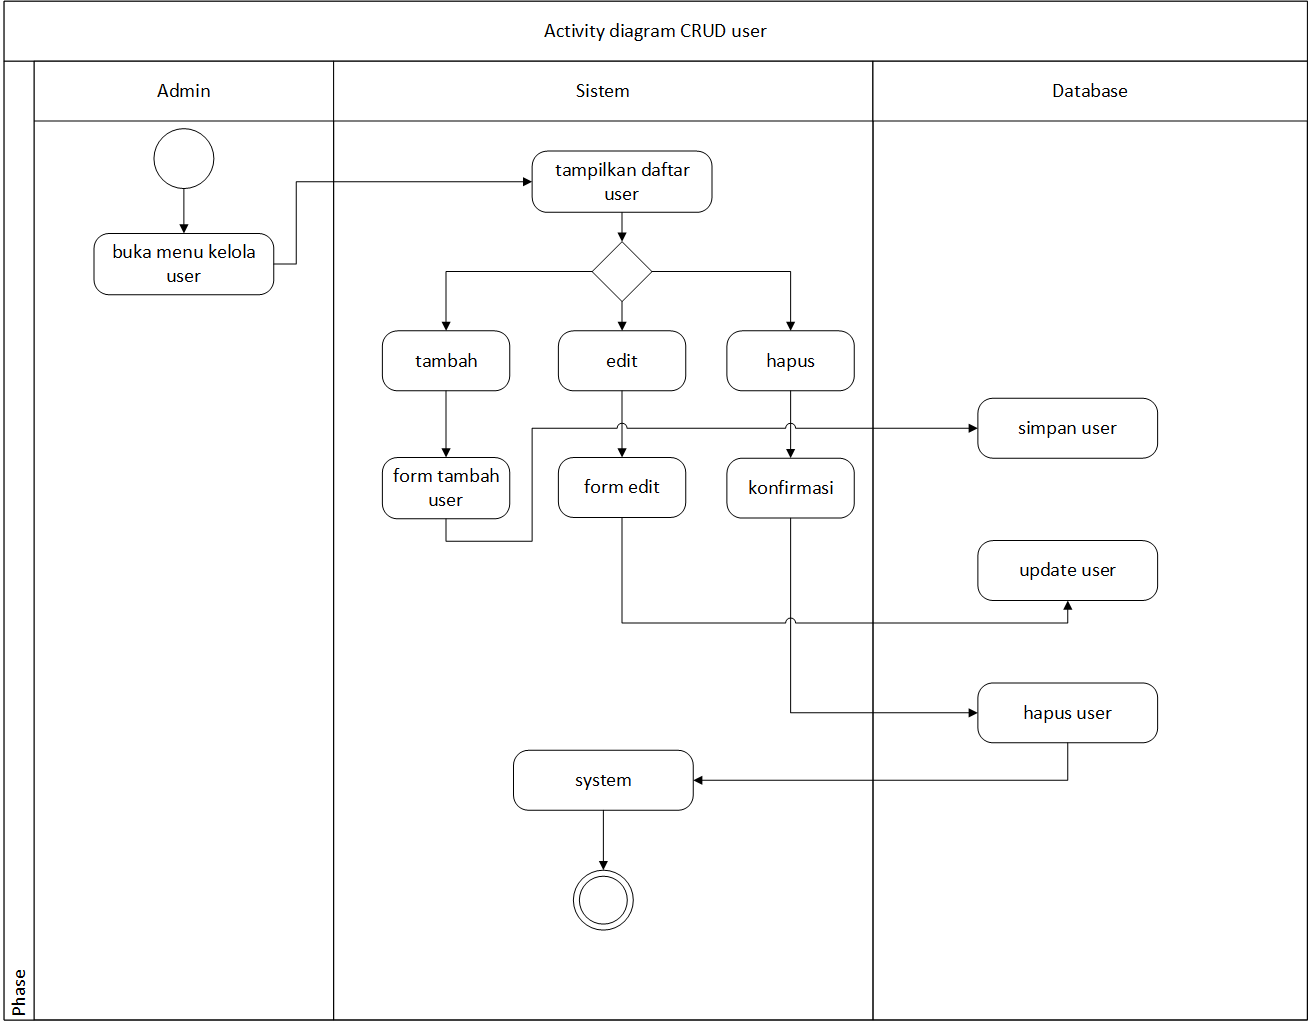 Activity diagram CRUD user
Admin
Sistem
Database
tampilkan daftar
user
buka menu kelola
user
tambah
edit
hapus
simpan user
form tambah
user
form edit
konfirmasi
update user
hapus user
system
Phase